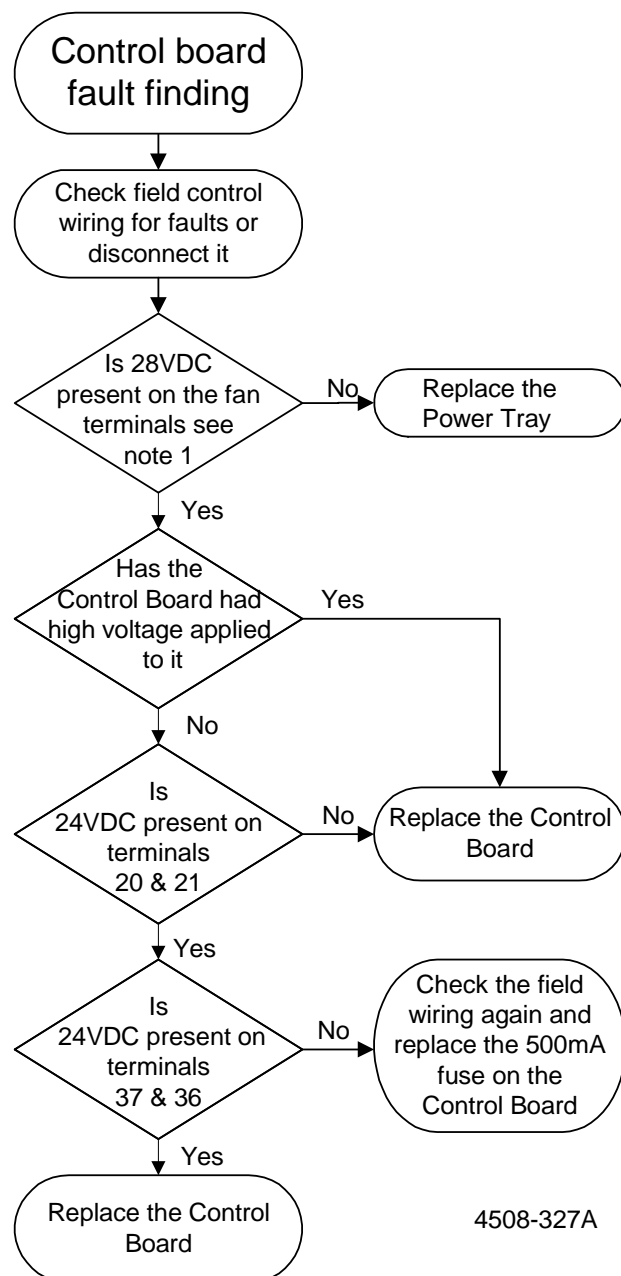 Control board
fault finding
Check field control
wiring for faults or
disconnect it
Is 28VDC
present on the fan
terminals see
note 1
No
Replace the
Power Tray
Yes
Has the
Control Board had
high voltage applied
to it
Yes
No
Is
24VDC present on
terminals
20 & 21
No
Replace the Control
Board
Yes
Is
24VDC present on
terminals
37 & 36
No
Check the field
wiring again and
replace the 500mA
fuse on the
Control Board
Yes
Replace the Control
Board
4508-327A